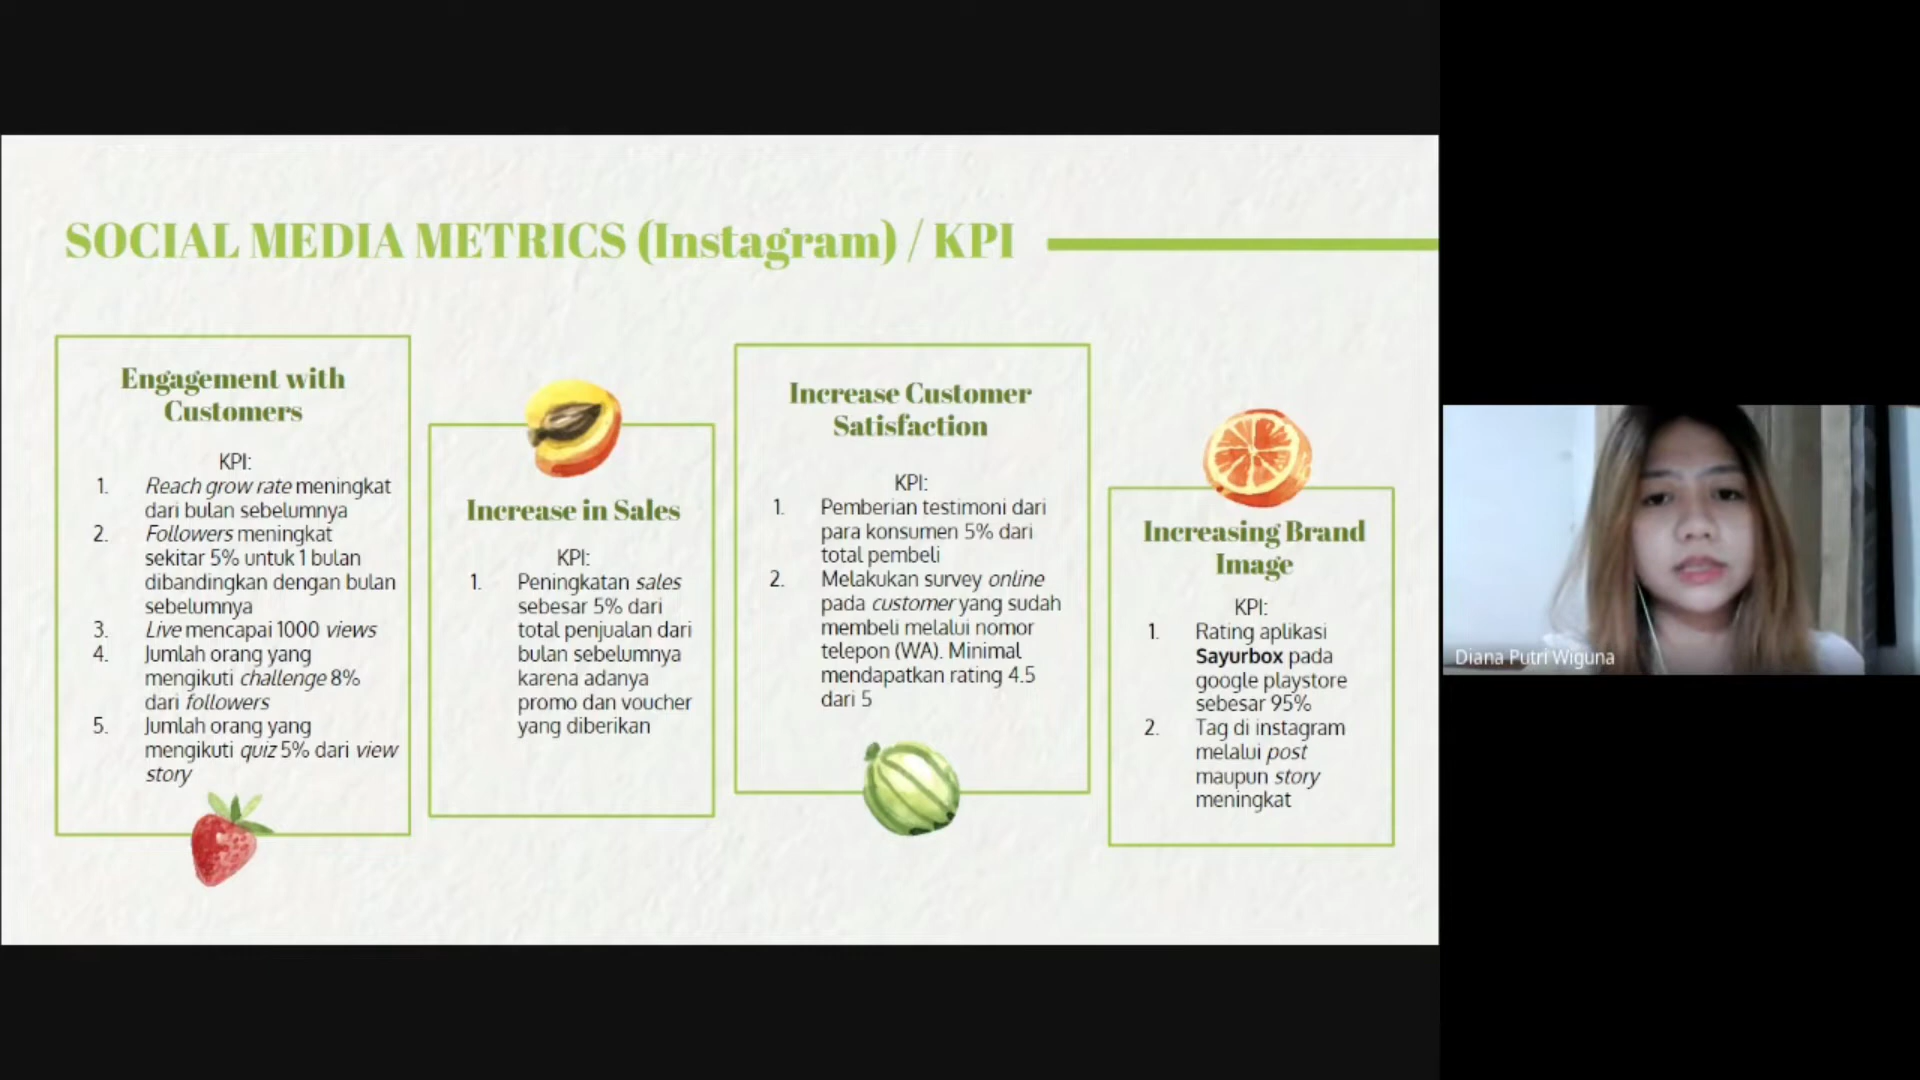 SOCIAL MEDIA METRICS (Instagram) / KPI
Engagement with
Customers
KPI:
1. Reach grow rate meningkat
dari bulan sebelumnya
2. Followers meningkat
sekitar 5% untuk 1 bulan
dibandingkan dengan bulan
sebelumnya
3. Live mencapai 1000 views
4. Jumlah orang yang
mengikuti challenge 8%
dari followers
5. Jumlah orang yang
mengikuti quiz 5% dari view
story
Increase in Sales
KPI:
1. Peningkatan sales
sebesar 5% dari
total penjualan dari
bulan sebelumnya
karena adanya
promo dan voucher
yang diberikan
Increase Customer
Satisfaction
KPI:
1. Pemberian testimoni dari
para konsumen 5% dari
total pembeli
2. Melakukan survey online
pada customer yang sudah
membeli melalui nomor
telepon (WA). Minimal
mendapatkan rating 4.5
dari 5
Increasing Brand
Image
KPI:
1. Rating aplikasi
Sayurbox pada
google playstore
sebesar 95%
2. Tag di instagram
melalui post
maupun story
meningkat
Diana Putri Wiguna